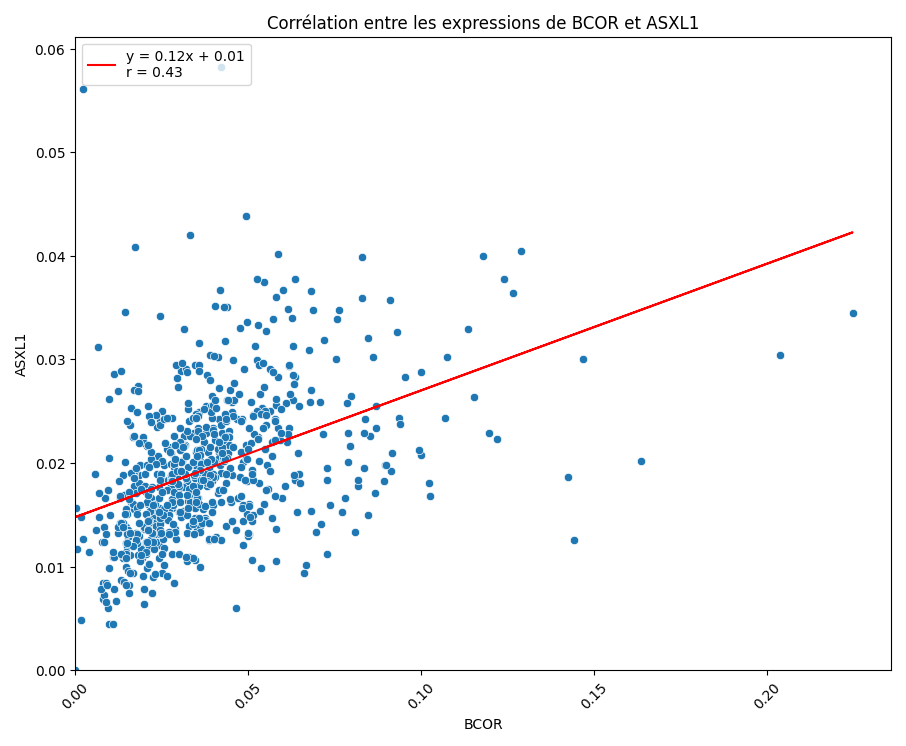 Corrélation entre les expressions de BCOR et ASXL1
y = 0.12x + 0.01
r = 0.43
0.06
0.05
0.04
0.03
0.02
0.01
0.00
ASXL1
0.00
0.05
0.10
0.15
0.20
BCOR